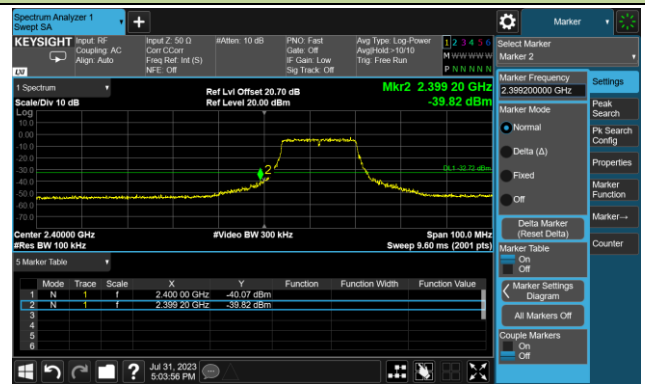 Spectrum Analyzer 1
Swept SA
Marker
KEYSIGHT
Input: RF
Coupling: AC
Align: Auto
Input Z: 50 Ω
Corr CCorr
Freq Ref: Int (S)
NFE: Off
#Atten: 10 dB
PNO: Fast
Gate: Off
IF Gain: Low
Sig Track: Off
Avg Type: Log-Power
Avg|Hold:>10/10
Trig: Free Run
1 2 3 4 5 6
M W W W W W
P N N N N N
LXI
Select Marker
Marker 2
1 Spectrum
Scale/Div 10 dB
Log
Ref Lvl Offset 20.70 dB
Ref Level 20.00 dBm
Mkr2 2.399 20 GHz
-39.82 dBm
10.0
0.00
-10.0
-20.0
-30.0
-40.0
-50.0
-60.0
-70.0
2
DL1 -32.73 dBm
Center 2.40000 GHz
#Res BW 100 kHz
#Video BW 300 kHz
Span 100.0 MHz
Sweep 9.60 ms (2001 pts)
5 Marker Table
Mode Trace Scale X Y Function Function Width Function Value
1 N 1 f 2.400 00 GHz -40.07 dBm
2 N 1 f 2.399 20 GHz -39.82 dBm
3
4
5
6
Marker Frequency
2.399200000 GHz
Marker Mode
Normal
Delta (Δ)
Fixed
Off
Delta Marker
(Reset Delta)
Marker Table
On
Off
Marker Settings
Diagram
All Markers Off
Couple Markers
On
Off
Settings
Peak
Search
Pk Search
Config
Properties
Marker
Function
Marker→
Counter
?
Jul 31, 2023
5:03:56 PM